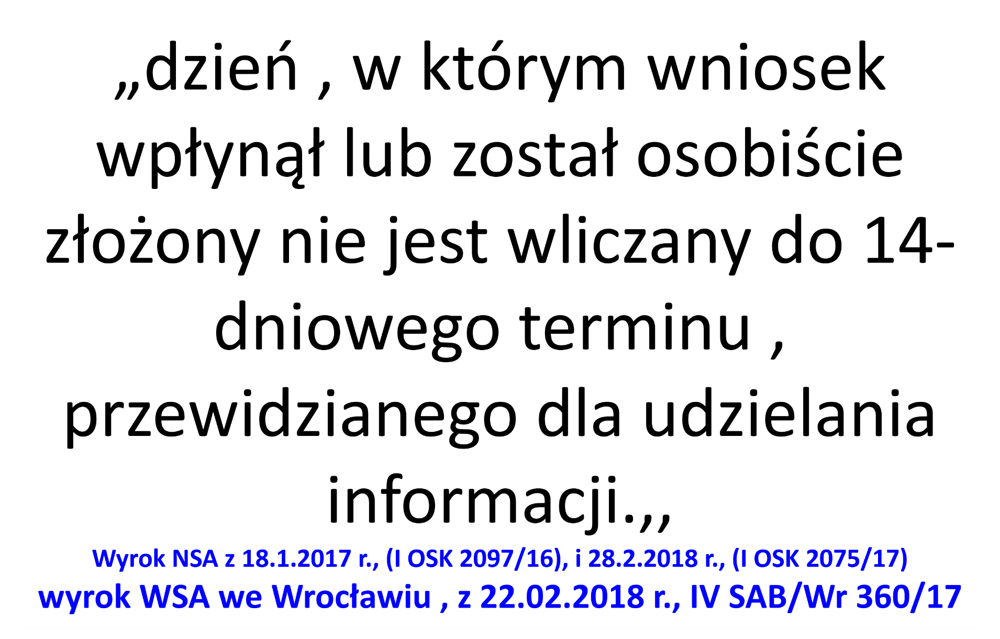 „dzień , w którym wniosek
wpłynął lub został osobiście
złożony nie jest wliczany do 14-
dniowego terminu ,
przewidzianego dla udzielania
informacji.,,
Wyrok NSA z 18.1.2017 r., (I OSK 2097/16), i 28.2.2018 r., (I OSK 2075/17)
wyrok WSA we Wrocławiu , z 22.02.2018 r., IV SAB/Wr 360/17